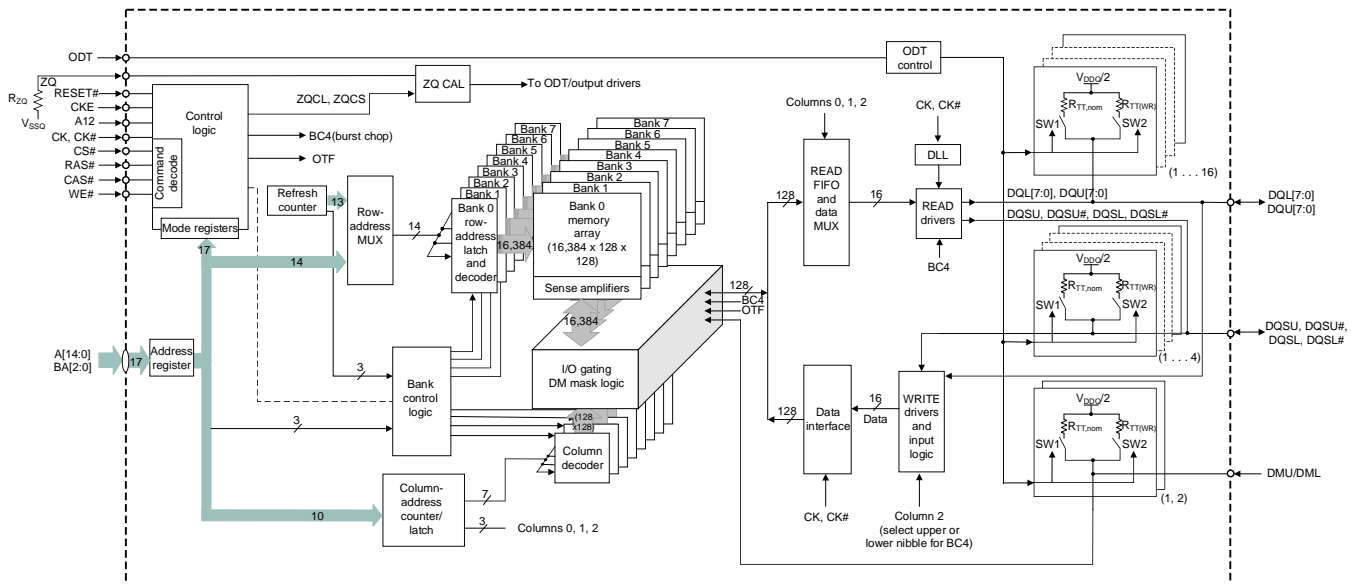 ODT
ZQ
RZQ
VSSQ
RESET#
CKE
A12
CK, CK#
CS#
RAS#
CAS#
WE#
Control
logic
Command
decode
Mode registers
ZQCL, ZQCS
ZQ CAL
To ODT/output drivers
BC4(burst chop)
OTF
Refresh
counter
13
Row-
address
MUX
14
17
14
Bank 7
Bank 6
Bank 5
Bank 4
Bank 3
Bank 2
Bank 1
Bank 0
row-
address
latch
and
decoder
16,384
Bank 7
Bank 6
Bank 5
Bank 4
Bank 3
Bank 2
Bank 1
Bank 0
memory
array
(16,384 x 128 x
128)
Sense amplifiers
16,384
I/O gating
DM mask logic
128
BC4
OTF
A[14:0]
BA[2:0]
17
Address
register
3
3
Bank
control
logic
(128
x128)
Column
decoder
10
Column-
address
counter/
latch
7
3
Columns 0, 1, 2
Columns 0, 1, 2
128
READ
FIFO
and
data
MUX
16
CK, CK#
DLL
READ
drivers
BC4
DQL[7:0], DQU[7:0]
DQSU, DQSU#, DQSL, DQSL#
128
Data
interface
CK, CK#
16
Data
WRITE
drivers
and
input
logic
Column 2
(select upper or
lower nibble for BC4)
ODT
control
VDDQ/2
RTT,nom
RTT(WR)
SW1
SW2
(1 . . . 16)
DQL[7:0]
DQU[7:0]
VDDQ/2
RTT,nom
RTT(WR)
SW1
SW2
(1 . . . 4)
DQSU, DQSU#,
DQSL, DQSL#
VDDQ/2
RTT,nom
RTT(WR)
SW1
SW2
(1, 2)
DMU/DML